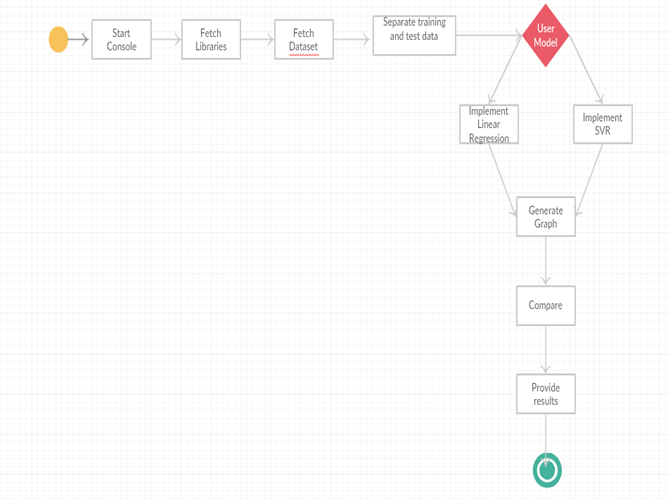 Start
Console
Fetch
Libraries
Fetch
Dataset
Separate training
and test data
User
Model
Implement
Linear
Regression
Implement
SVR
Generate
Graph
Compare
Provide
results